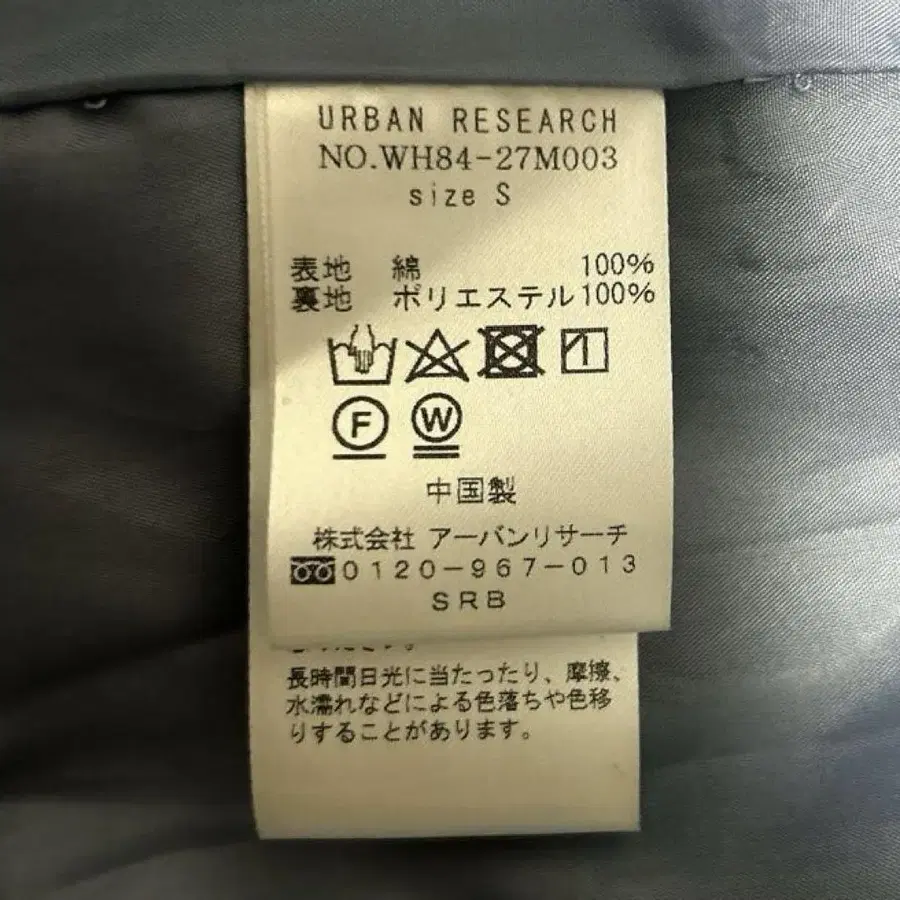 URBAN RESEARCH
NO.WH84-27M003
size S
表地 綿 100%
裏地 ポリエステル 100%
F W
中国製
株式会社 アーバンリサーチ
0120-967-013
SRB
長時間日光に当たったり、摩擦、
水濡れなどによる色落ちや色移
りすることがあります。